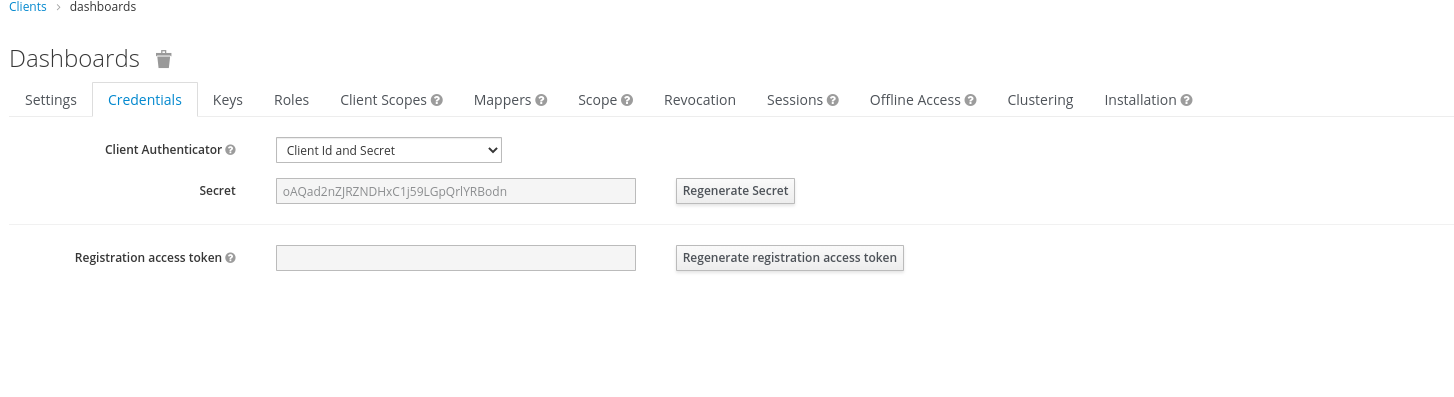 Clients > dashboards
Dashboards
Settings Credentials Keys Roles Client Scopes Mappers Scope Revocation Sessions Offline Access Clustering Installation
Client Authenticator Client Id and Secret
Secret oAQad2nZJRZNDHxC1j59LGpQrlYRBodn Regenerate Secret
Registration access token Regenerate registration access token